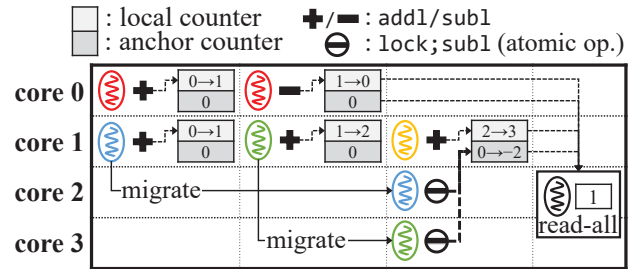 : local counter +/− : addl/subl
: anchor counter ⊖ : lock;subl (atomic op.)
core 0 + 0→1 − 1→0
0 0
core 1 + 0→1 + 1→2 + 2→3
0 0 0→−2
core 2 migrate ⊖ 1
read-all
core 3 migrate ⊖